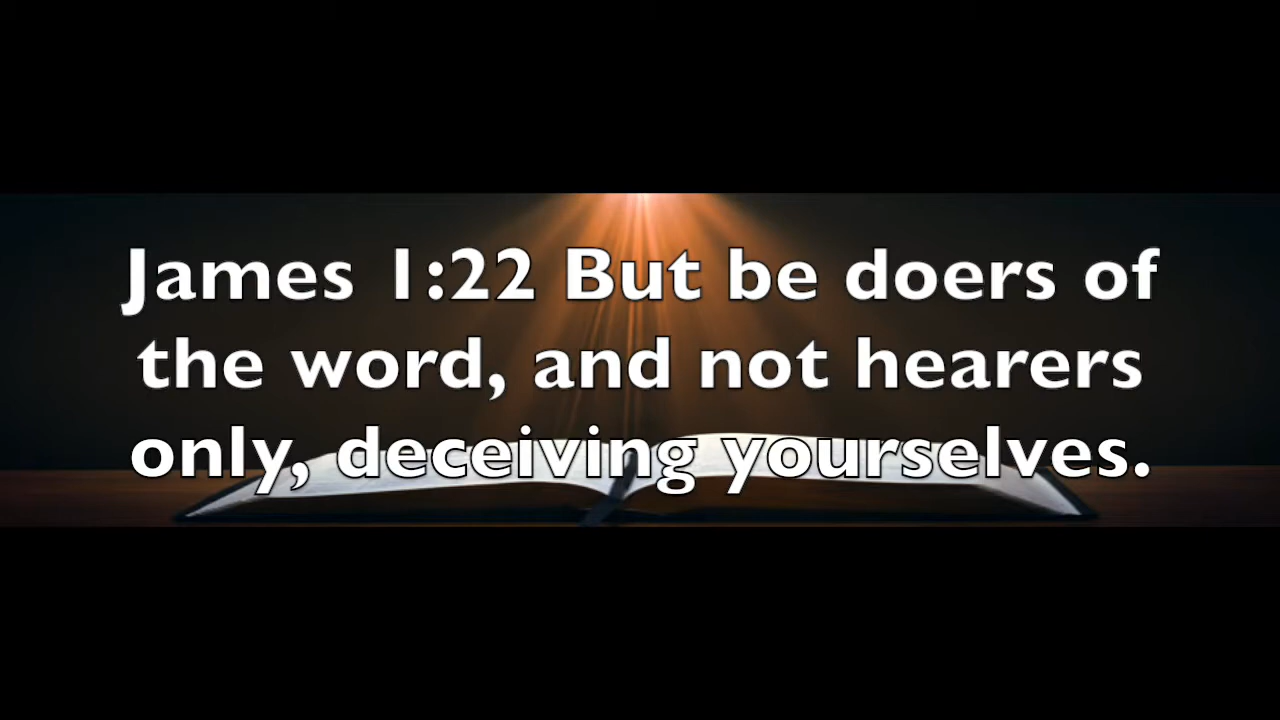 James 1:22 But be doers of
the word, and not hearers
only, deceiving yourselves.